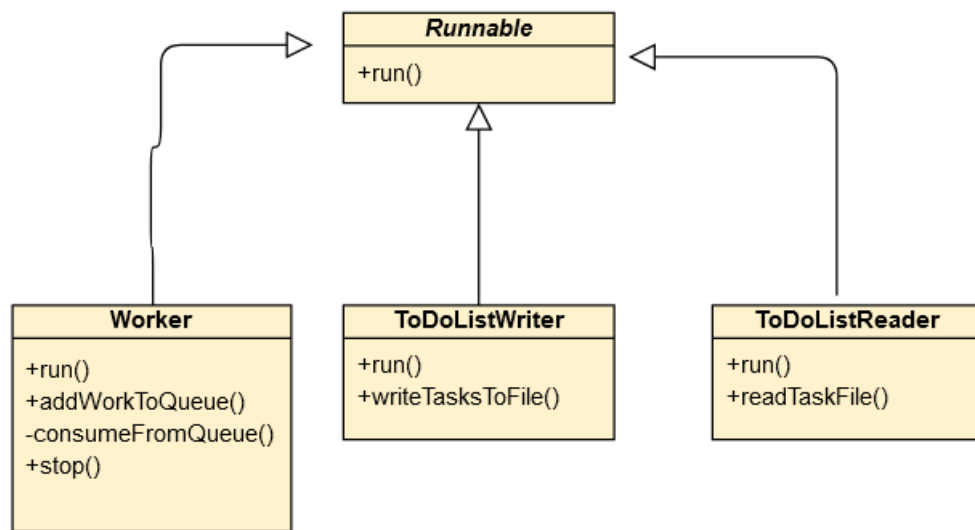 Runnable
+run()
Worker
+run()
+addWorkToQueue()
-consumeFromQueue()
+stop()
ToDoListWriter
+run()
+writeTasksToFile()
ToDoListReader
+run()
+readTaskFile()